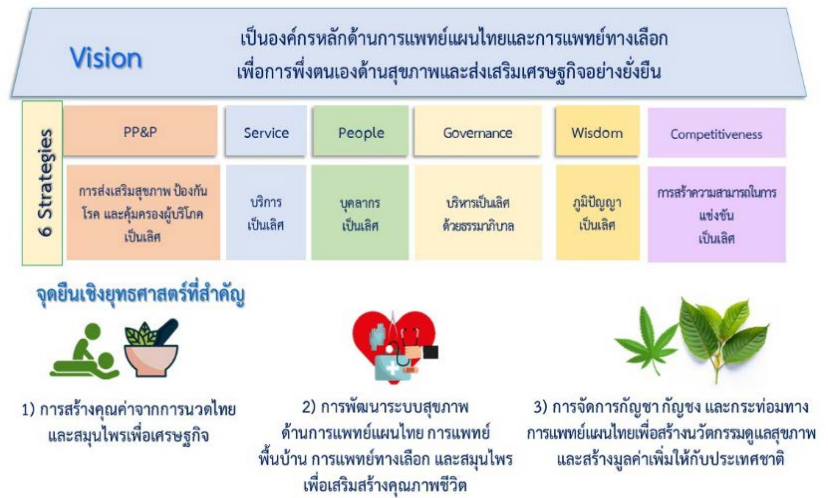 Vision
เป็นองค์กรหลักด้านการแพทย์แผนไทยและการแพทย์ทางเลือก
เพื่อการพึ่งตนเองด้านสุขภาพและส่งเสริมเศรษฐกิจอย่างยั่งยืน
6 Strategies
PP&P
Service
People
Governance
Wisdom
Competitiveness
การส่งเสริมสุขภาพ ป้องกัน
โรค และคุ้มครองผู้บริโภค
เป็นเลิศ
บริการ
เป็นเลิศ
บุคลากร
เป็นเลิศ
บริหารเป็นเลิศ
ด้วยธรรมาภิบาล
ภูมิปัญญา
เป็นเลิศ
การสร้าความสามารถในการ
แข่งขัน
เป็นเลิศ
จุดยืนเชิงยุทธศาสตร์ที่สำคัญ
1) การสร้างคุณค่าจากการนวดไทย
และสมุนไพรเพื่อเศรษฐกิจ
2) การพัฒนาระบบสุขภาพ
ด้านการแพทย์แผนไทย การแพทย์
พื้นบ้าน การแพทย์ทางเลือก และสมุนไพร
เพื่อเสริมสร้างคุณภาพชีวิต
3) การจัดการกัญชา กัญชง และกระท่อมทาง
การแพทย์แผนไทยเพื่อสร้างนวัตกรรมดูแลสุขภาพ
และสร้างมูลค่าเพิ่มให้กับประเทศชาติ